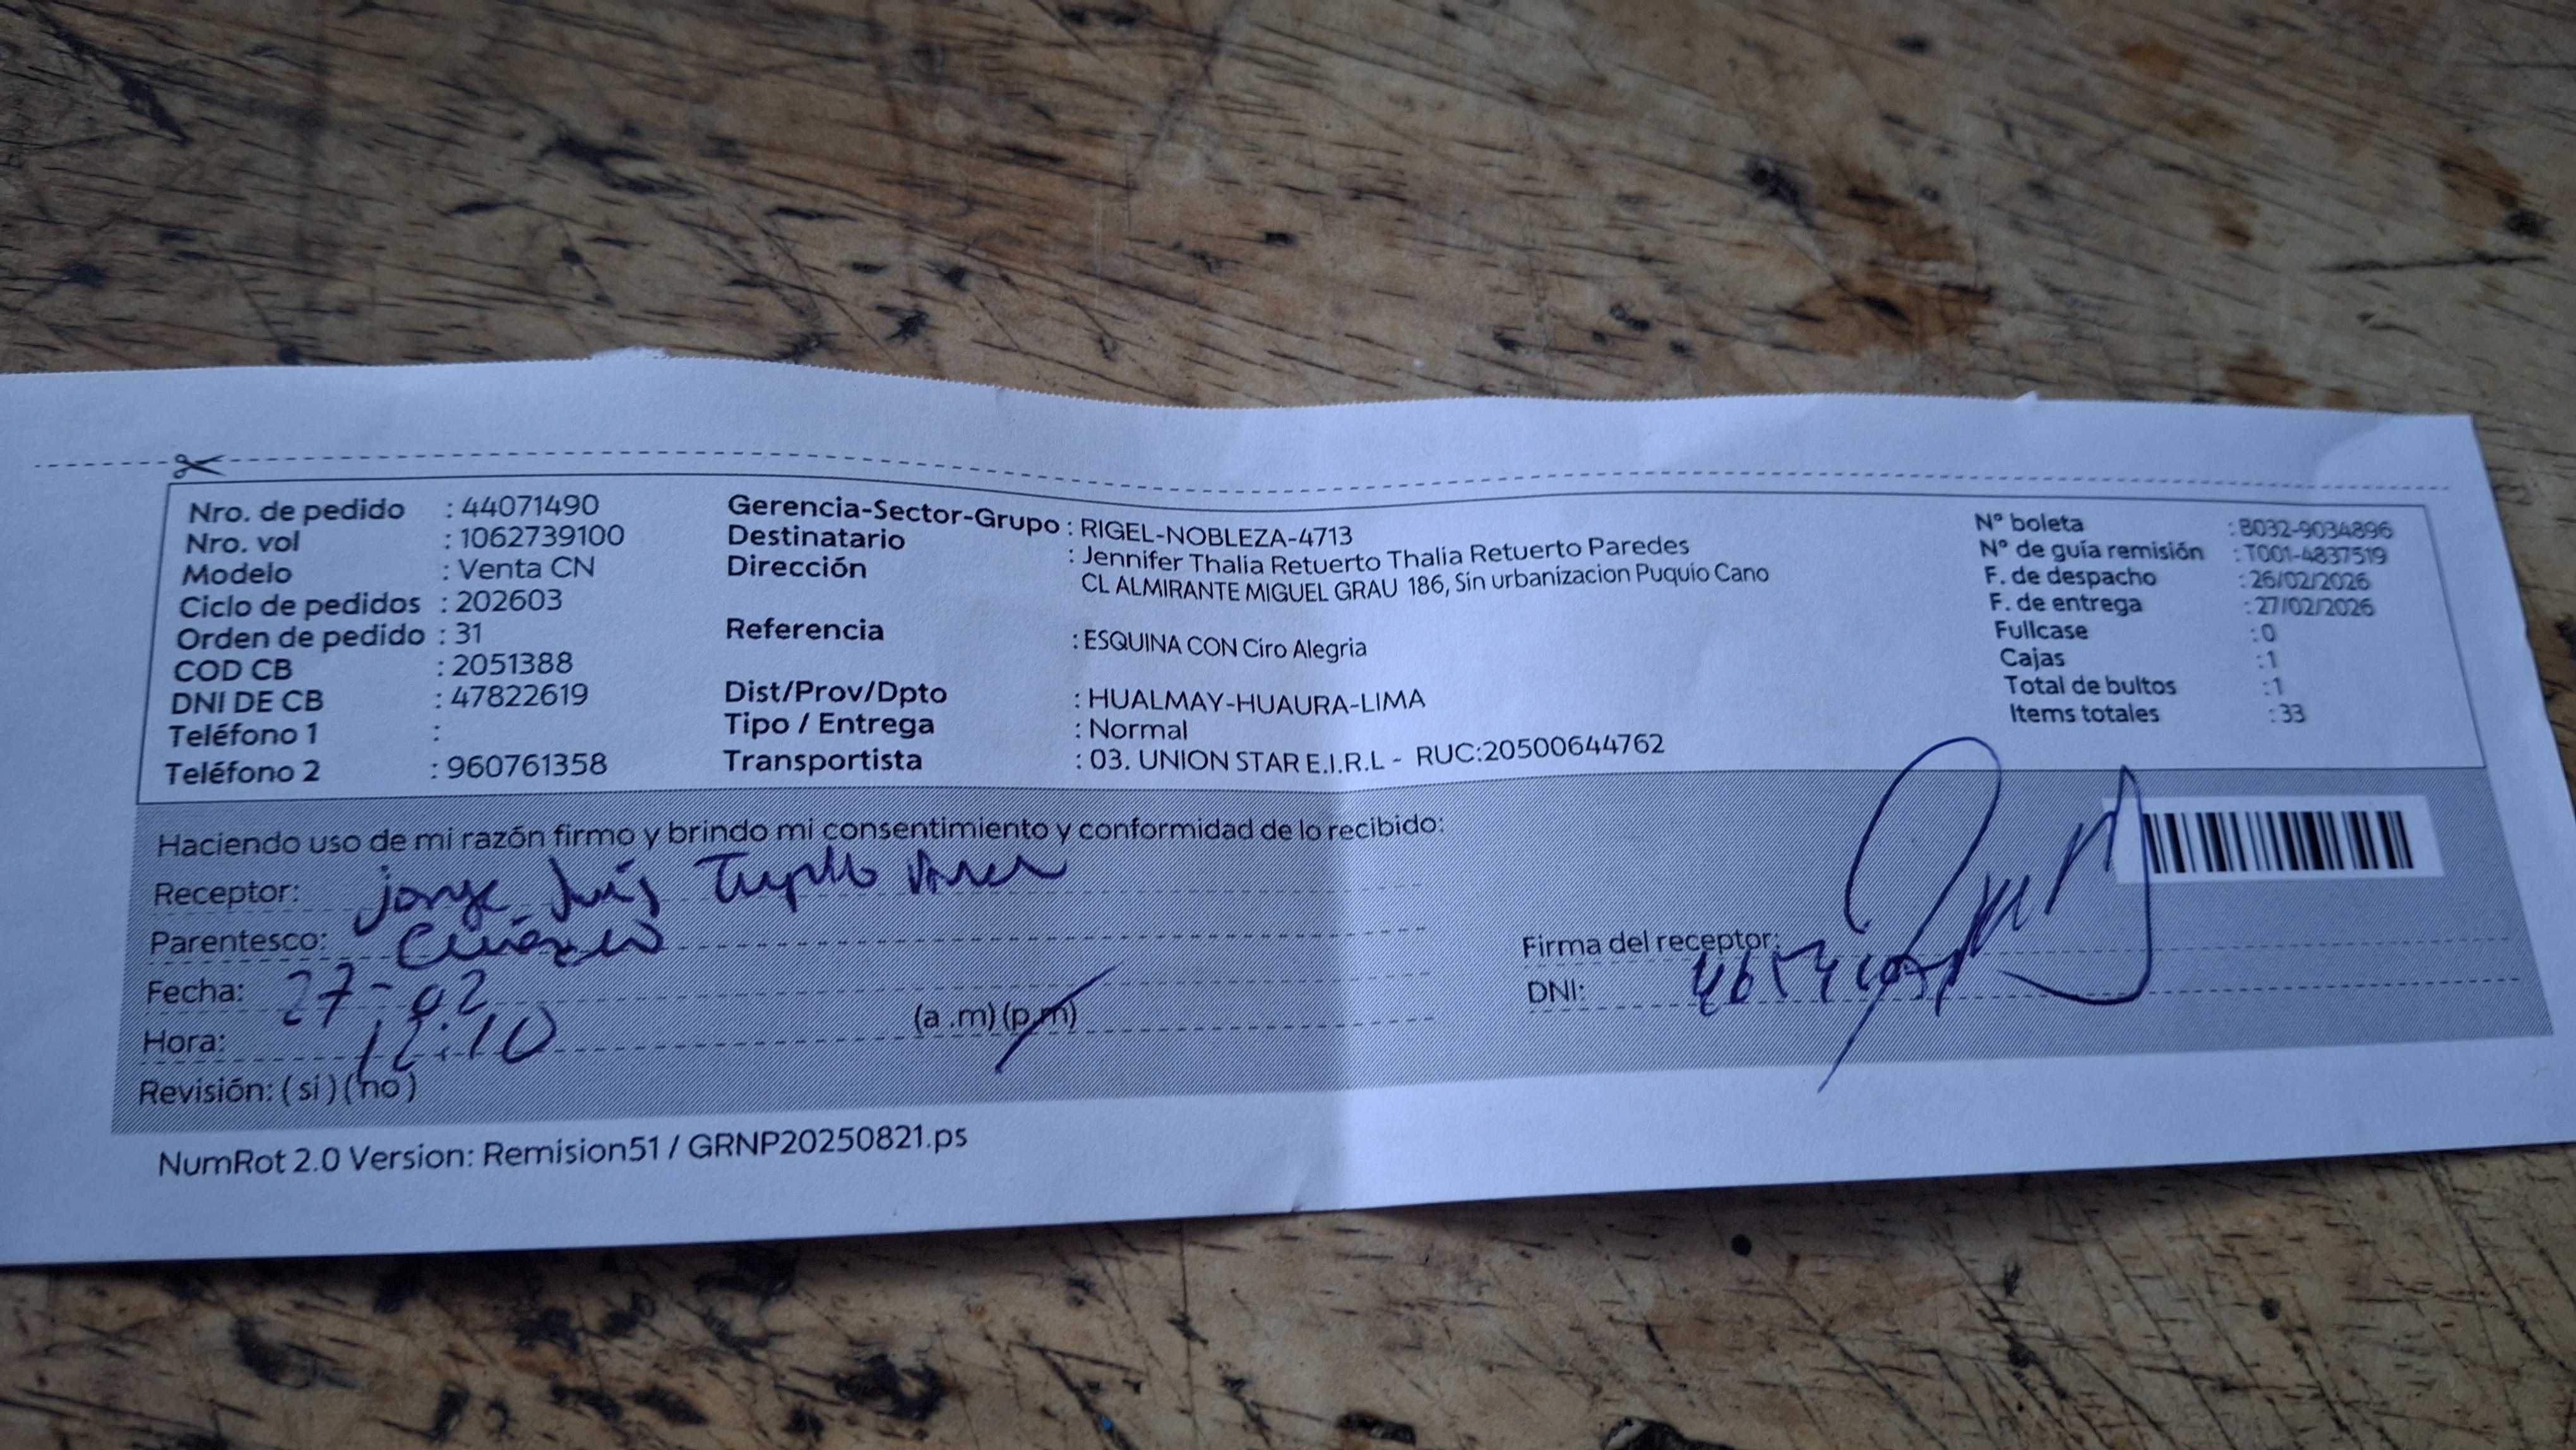 Nro. de pedido : 44071490
Nro. vol : 1062739100
Modelo : Venta CN
Ciclo de pedidos : 202603
Orden de pedido : 31
COD CB : 2051388
DNI DE CB : 47822619
Teléfono 1 :
Teléfono 2 : 960761358
Gerencia-Sector-Grupo : RIGEL-NOBLEZA-4713
Destinatario : Jennifer Thalia Retuerto Thalia Retuerto Paredes
Dirección CL ALMIRANTE MIGUEL GRAU 186, Sin urbanizacion Puquio Cano
Referencia : ESQUINA CON Ciro Alegria
Dist/Prov/Dpto : HUALMAY-HUAURA-LIMA
Tipo / Entrega : Normal
Transportista : 03. UNION STAR E.I.R.L - RUC:20500644762
N° boleta : B032-9034896
N° de guía remisión : T001-4837519
F. de despacho : 26/02/2026
F. de entrega : 27/02/2026
Fullcase : 0
Cajas : 1
Total de bultos : 1
Items totales : 33
Haciendo uso de mi razón firmo y brindo mi consentimiento y conformidad de lo recibido:
Receptor: Jorge Luis Trujillo
Parentesco:
Fecha: 27-02
Hora: 12:10 (a .m) (p.m)
Revisión: ( si ) ( no )
Firma del receptor:
DNI:
NumRot 2.0 Version: Remision51 / GRNP20250821.ps